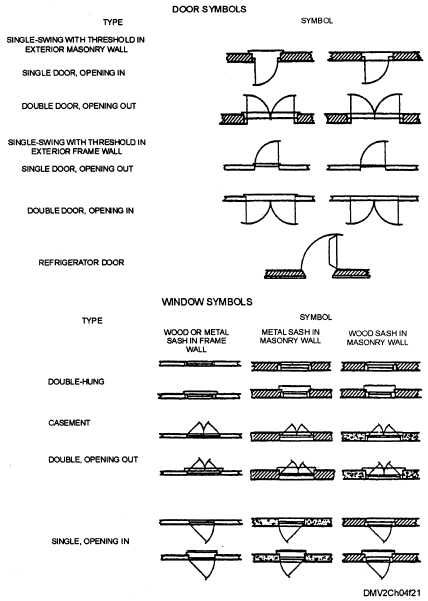 DOOR SYMBOLS
TYPE
SYMBOL
SINGLE-SWING WITH THRESHOLD IN
EXTERIOR MASONRY WALL
SINGLE DOOR, OPENING IN
DOUBLE DOOR, OPENING OUT
SINGLE-SWING WITH THRESHOLD IN
EXTERIOR FRAME WALL
SINGLE DOOR, OPENING OUT
DOUBLE DOOR, OPENING IN
REFRIGERATOR DOOR
WINDOW SYMBOLS
TYPE
SYMBOL
WOOD OR METAL
SASH IN FRAME
WALL
METAL SASH IN
MASONRY WALL
WOOD SASH IN
MASONRY WALL
DOUBLE-HUNG
CASEMENT
DOUBLE, OPENING OUT
SINGLE, OPENING IN
DMV2Ch04f21